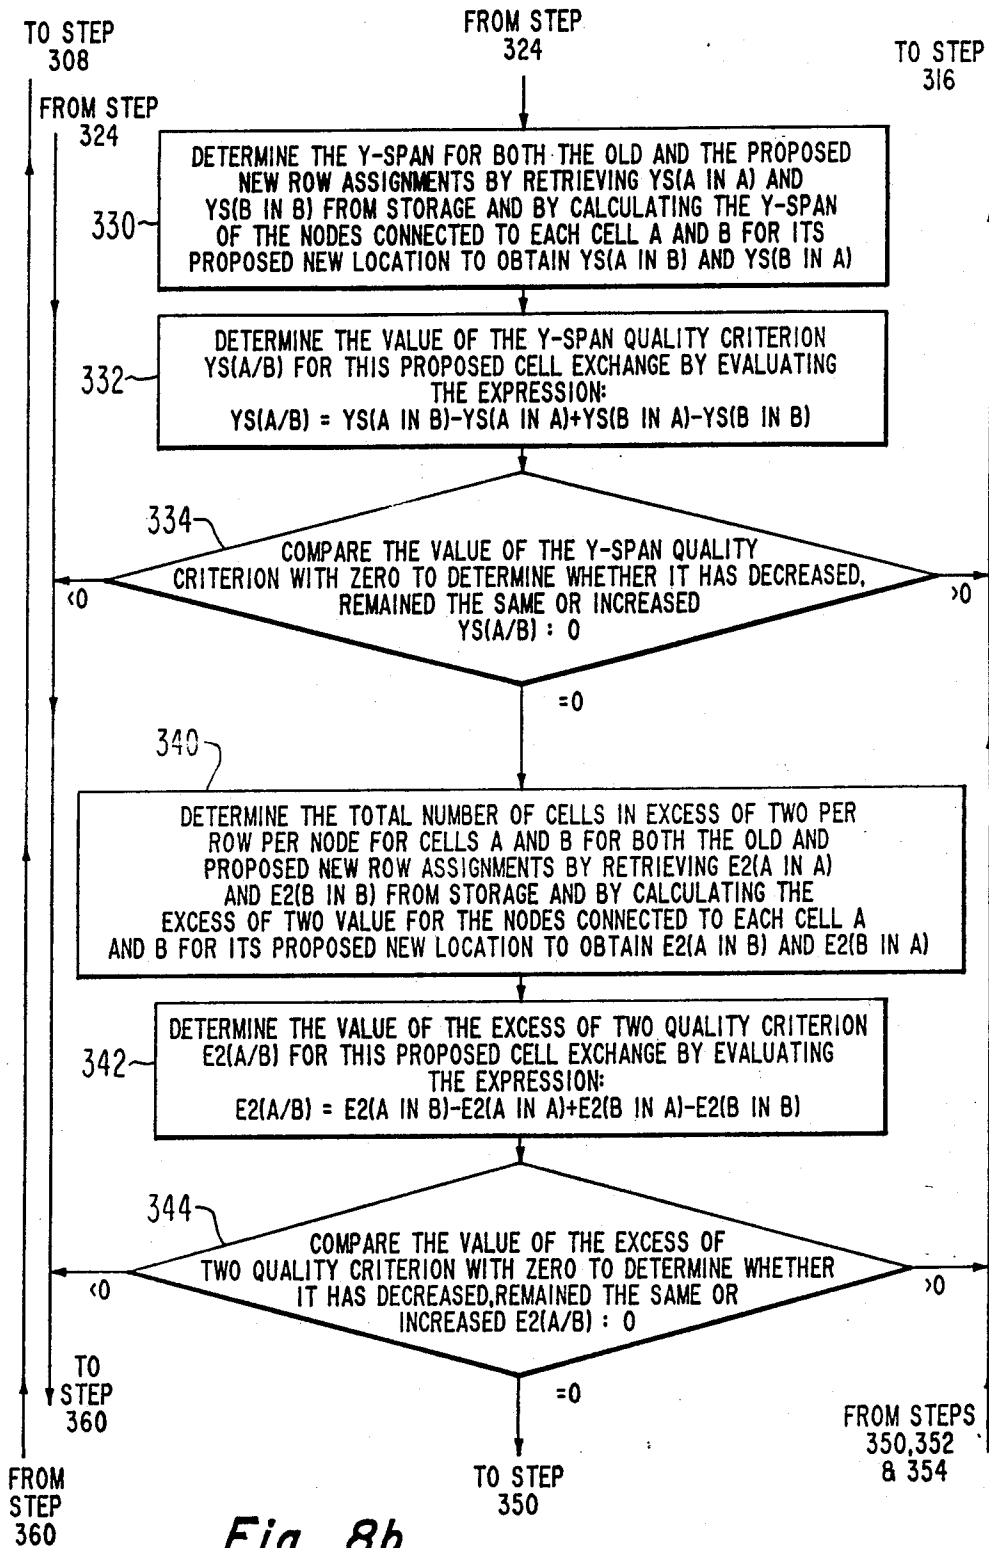 TO STEP
308
FROM STEP
324
TO STEP
316
FROM STEP
324
DETERMINE THE Y-SPAN FOR BOTH THE OLD AND THE PROPOSED
NEW ROW ASSIGNMENTS BY RETRIEVING YS(A IN A) AND
YS(B IN B) FROM STORAGE AND BY CALCULATING THE Y-SPAN
OF THE NODES CONNECTED TO EACH CELL A AND B FOR ITS
PROPOSED NEW LOCATION TO OBTAIN YS(A IN B) AND YS(B IN A)
330
DETERMINE THE VALUE OF THE Y-SPAN QUALITY CRITERION
YS(A/B) FOR THIS PROPOSED CELL EXCHANGE BY EVALUATING
THE EXPRESSION:
YS(A/B) = YS(A IN B)-YS(A IN A)+YS(B IN A)-YS(B IN B)
332
334
COMPARE THE VALUE OF THE Y-SPAN QUALITY
CRITERION WITH ZERO TO DETERMINE WHETHER IT HAS DECREASED,
REMAINED THE SAME OR INCREASED
YS(A/B) : 0
<0
>0
=0
340
DETERMINE THE TOTAL NUMBER OF CELLS IN EXCESS OF TWO PER
ROW PER NODE FOR CELLS A AND B FOR BOTH THE OLD AND
PROPOSED NEW ROW ASSIGNMENTS BY RETRIEVING E2(A IN A)
AND E2(B IN B) FROM STORAGE AND BY CALCULATING THE
EXCESS OF TWO VALUE FOR THE NODES CONNECTED TO EACH CELL A
AND B FOR ITS PROPOSED NEW LOCATION TO OBTAIN E2(A IN B) AND E2(B IN A)
DETERMINE THE VALUE OF THE EXCESS OF TWO QUALITY CRITERION
E2(A/B) FOR THIS PROPOSED CELL EXCHANGE BY EVALUATING
THE EXPRESSION:
E2(A/B) = E2(A IN B)-E2(A IN A)+E2(B IN A)-E2(B IN B)
342
344
COMPARE THE VALUE OF THE EXCESS OF
TWO QUALITY CRITERION WITH ZERO TO DETERMINE WHETHER
IT HAS DECREASED,REMAINED THE SAME OR
INCREASED E2(A/B) : 0
<0
>0
=0
TO
STEP
360
FROM STEPS
350,352
& 354
FROM
STEP
360
TO STEP
350
Fig. 8b